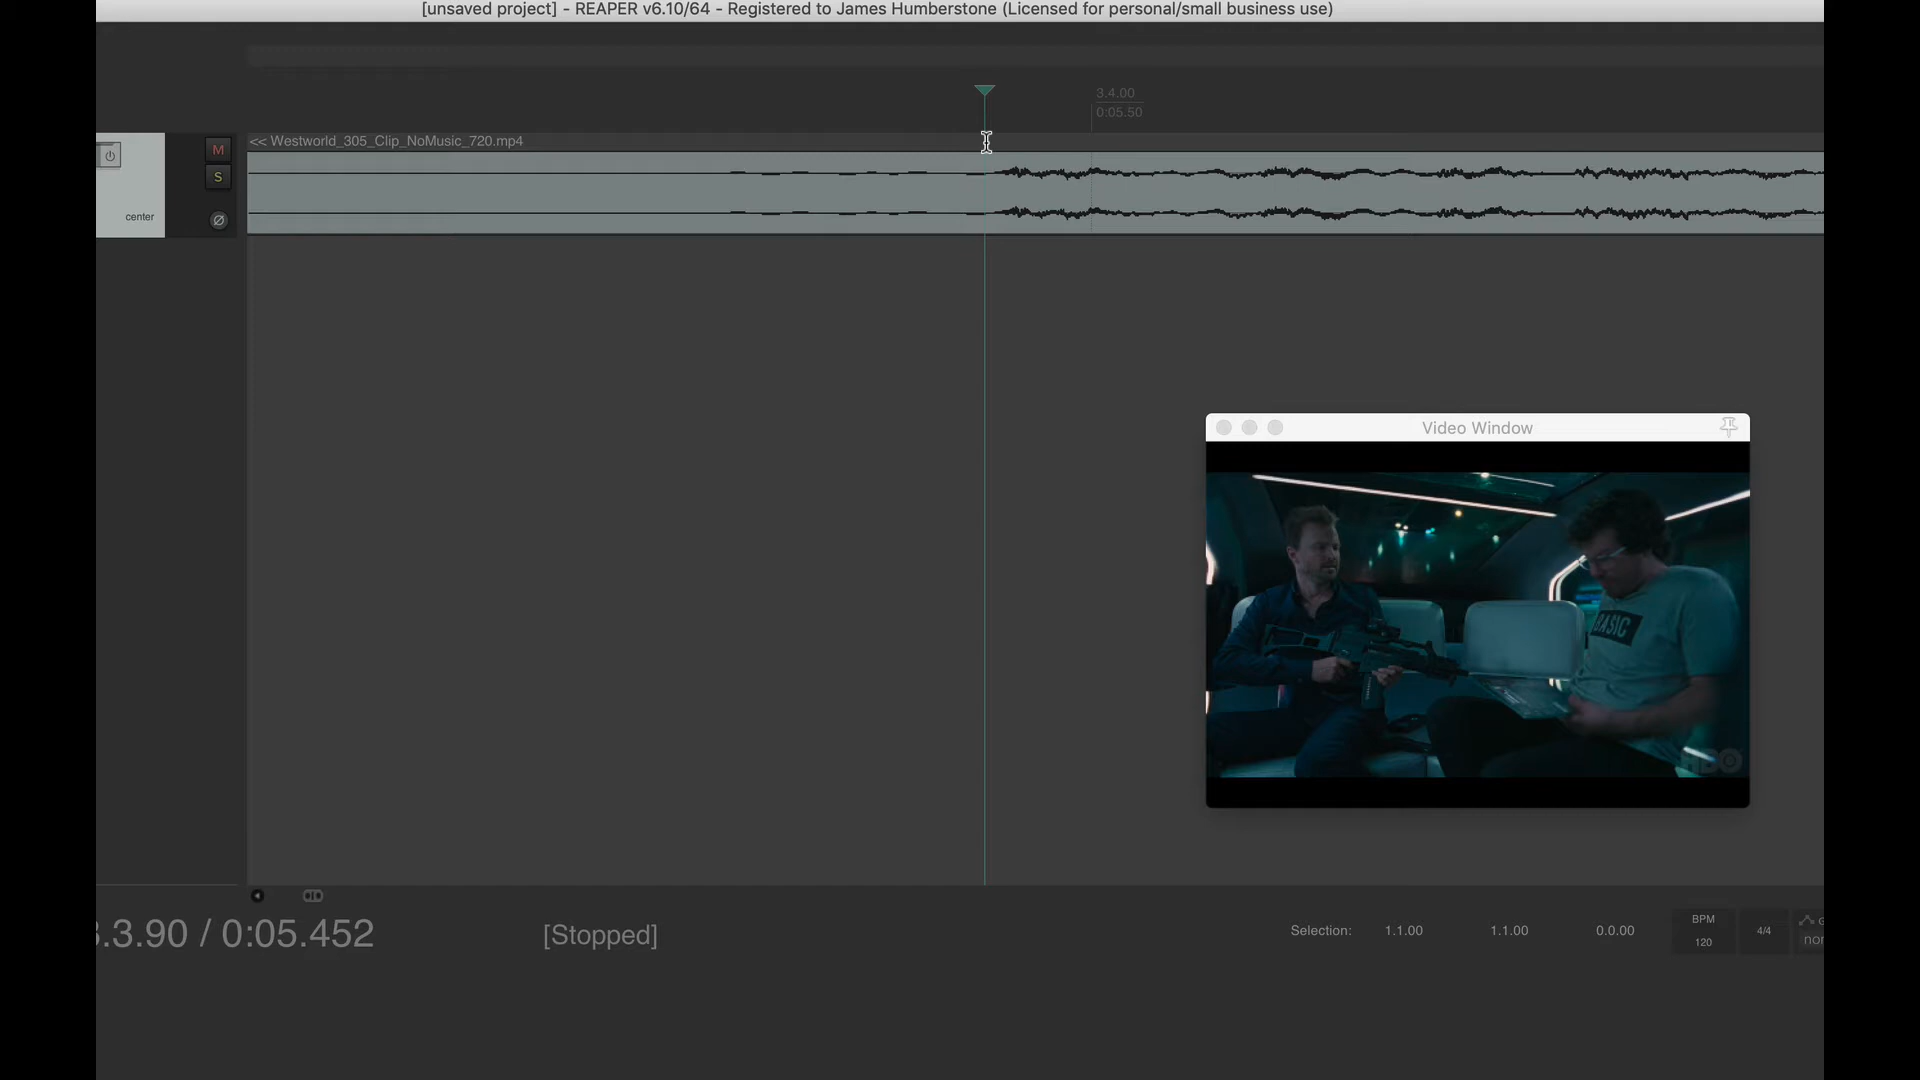 [unsaved project] - REAPER v6.10/64 - Registered to James Humberstone (Licensed for personal/small business use)
3.4.00
0:05.50
<< Westworld_305_Clip_NoMusic_720.mp4
M
S
center
Video Window
BASIC
HBO
.3.90 / 0:05.452
[Stopped]
Selection:
1.1.00
1.1.00
0.0.00
BPM
120
4/4